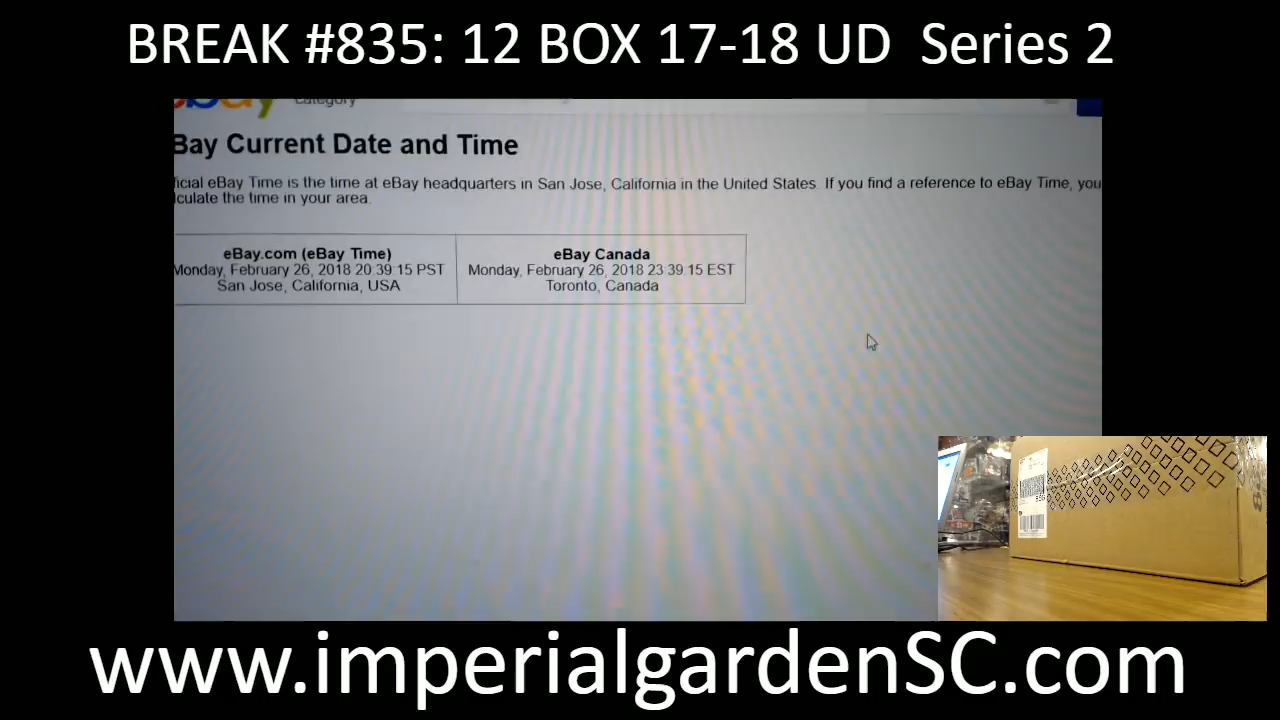 BREAK #835: 12 BOX 17-18 UD Series 2
Category
Bay Current Date and Time
ficial eBay Time is the time at eBay headquarters in San Jose, California in the United States. If you find a reference to eBay Time, you
lculate the time in your area.
eBay.com (eBay Time)
Monday, February 26, 2018 20:39:15 PST
San Jose, California, USA
eBay Canada
Monday, February 26, 2018 23:39:15 EST
Toronto, Canada
www.imperialgardenSC.com